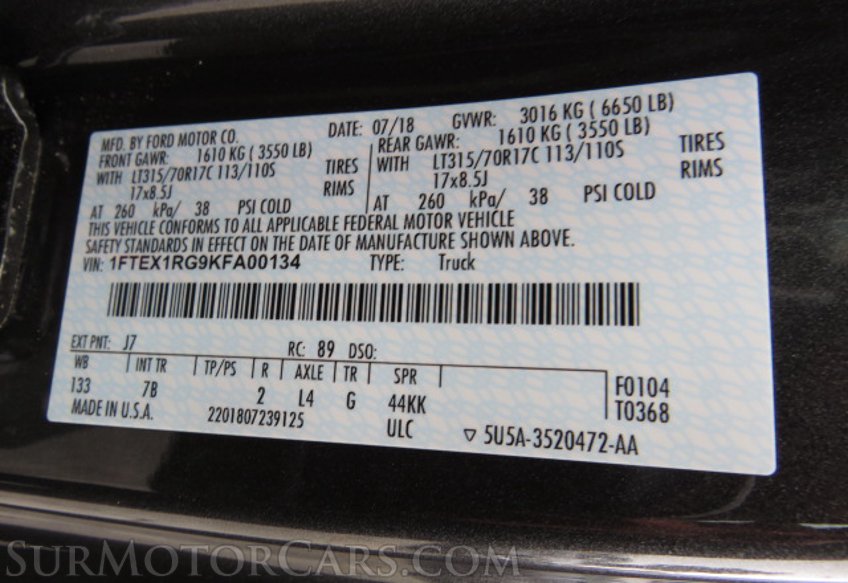 MFD. BY FORD MOTOR CO. DATE: 07/18 GVWR: 3016 KG ( 6650 LB)
FRONT GAWR: 1610 KG ( 3550 LB) REAR GAWR: 1610 KG ( 3550 LB)
WITH LT315/70R17C 113/110S TIRES WITH LT315/70R17C 113/110S TIRES
17x8.5J RIMS 17x8.5J RIMS
AT 260 kPa/ 38 PSI COLD AT 260 kPa/ 38 PSI COLD
THIS VEHICLE CONFORMS TO ALL APPLICABLE FEDERAL MOTOR VEHICLE
SAFETY STANDARDS IN EFFECT ON THE DATE OF MANUFACTURE SHOWN ABOVE.
VIN: 1FTEX1RG9KFA00134 TYPE: Truck
EXT PNT: J7 RC: 89 DSO:
WB INT TR TP/PS R AXLE TR SPR F0104
133 7B 2 L4 G 44KK T0368
MADE IN U.S.A. 2201807239125 ULC ▽ 5U5A-3520472-AA
SURMOTORCARS.COM